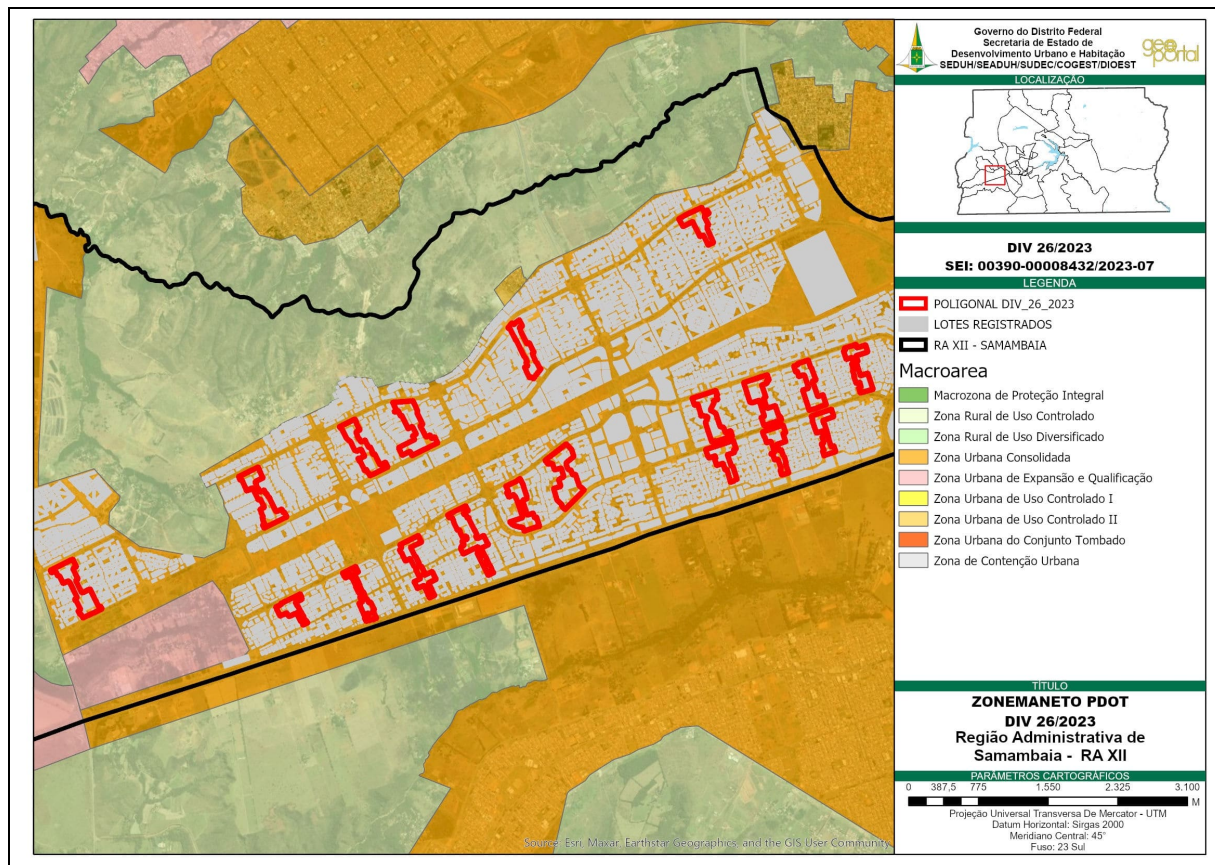 Governo do Distrito Federal
Secretaria de Estado de
Desenvolvimento Urbano e Habitação
SEDUH/SEADUH/SUDEC/COGEST/DIOEST
geoportal
LOCALIZAÇÃO
DIV 26/2023
SEI: 00390-00008432/2023-07
LEGENDA
POLIGONAL DIV_26_2023
LOTES REGISTRADOS
RA XII - SAMAMBAIA
Macroarea
Macrozona de Proteção Integral
Zona Rural de Uso Controlado
Zona Rural de Uso Diversificado
Zona Urbana Consolidada
Zona Urbana de Expansão e Qualificação
Zona Urbana de Uso Controlado I
Zona Urbana de Uso Controlado II
Zona Urbana do Conjunto Tombado
Zona de Contenção Urbana
TÍTULO
ZONEMANETO PDOT
DIV 26/2023
Região Administrativa de
Samambaia - RA XII
PARÂMETROS CARTOGRÁFICOS
0 387,5 775 1.550 2.325 3.100
M
Projeção Universal Transversa De Mercator - UTM
Datum Horizontal: Sirgas 2000
Meridiano Central: 45°
Fuso: 23 Sul
Source: Esri, Maxar, Earthstar Geographics, and the GIS User Community